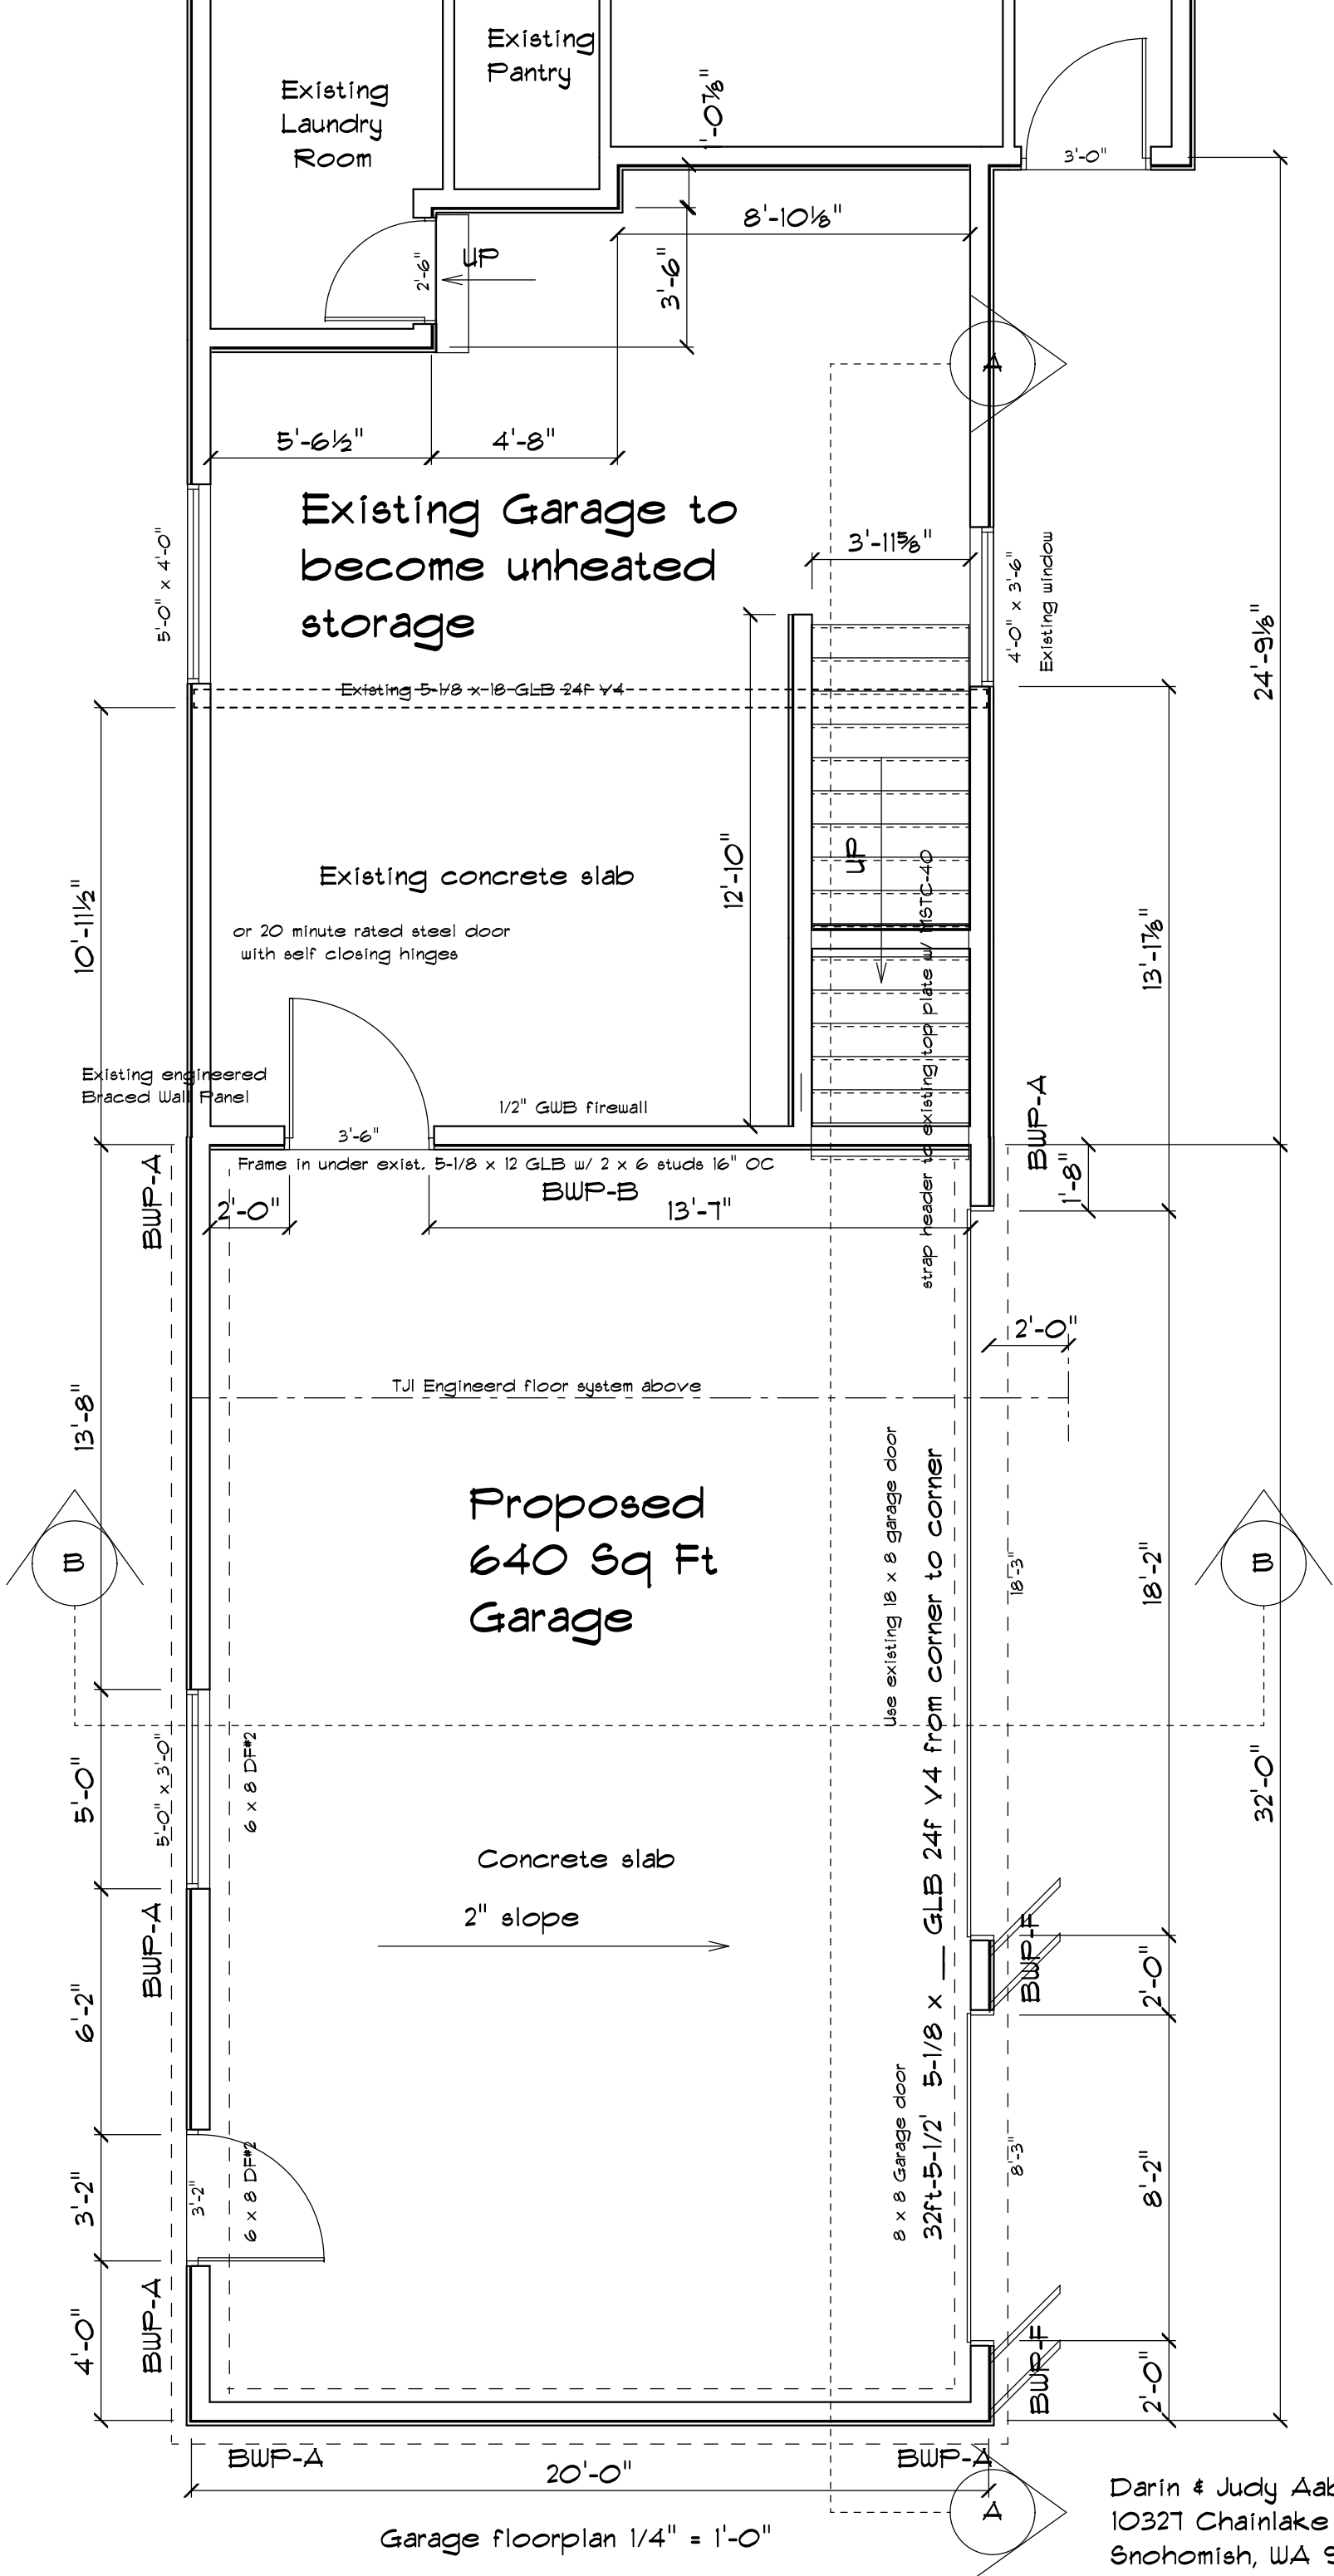 Existing
Pantry
Existing
Laundry
Room
1'-0⅞"
3'-0"
8'-10⅛"
2'-6"
UP
3'-6"
A
5'-6½"
4'-8"
Existing Garage to
become unheated
storage
3'-11⅝"
5'-0" x 4'-0"
4'-0" x 3'-6"
Existing window
24'-9⅛"
Existing 5-1/8 x 18 GLB 24f V4
10'-11½"
12'-10"
UP
Existing concrete slab
or 20 minute rated steel door
with self closing hinges
13'-1⅞"
strap header to existing top plate w/ MSTC-40
Existing engineered
Braced Wall Panel
1/2" GWB firewall
3'-6"
BWP-A
Frame in under exist. 5-1/8 x 12 GLB w/ 2 x 6 studs 16" OC
BWP-B
BWP-A
1'-8"
2'-0"
13'-7"
2'-0"
TJI Engineerd floor system above
13'-8"
Proposed
640 Sq Ft
Garage
Use existing 18 x 8 garage door
18'-3"
18'-2"
B
B
5'-0"
5'-0" x 3'-0"
6 x 8 DF#2
32'-0"
Concrete slab
2" slope
32ft-5-1/2' 5-1/8 x __ GLB 24f V4 from corner to corner
BWP-A
BWP-F
2'-0"
6'-2"
8 x 8 Garage door
8'-3"
8'-2"
3'-2"
3'-2"
6 x 8 DF#2
BWP-A
4'-0"
BWP-F
2'-0"
BWP-A
BWP-A
20'-0"
A
Garage floorplan 1/4" = 1'-0"
Darin & Judy
10327 Chainlake
Snohomish, WA